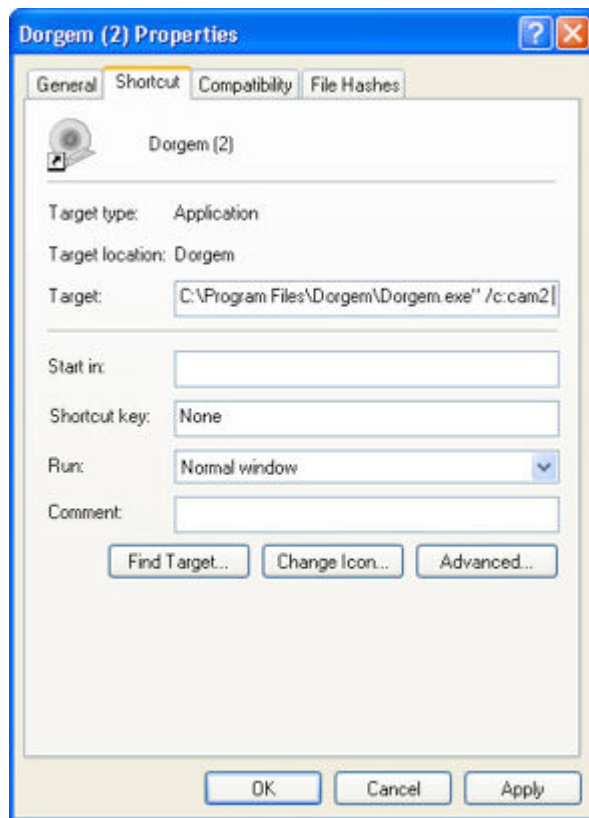 Dorgem (2) Properties
General Shortcut Compatibility File Hashes
Dorgem (2)
Target type: Application
Target location: Dorgem
Target: C:\Program Files\Dorgem\Dorgem.exe" /c:cam2
Start in:
Shortcut key: None
Run: Normal window
Comment:
Find Target... Change Icon... Advanced...
OK Cancel Apply